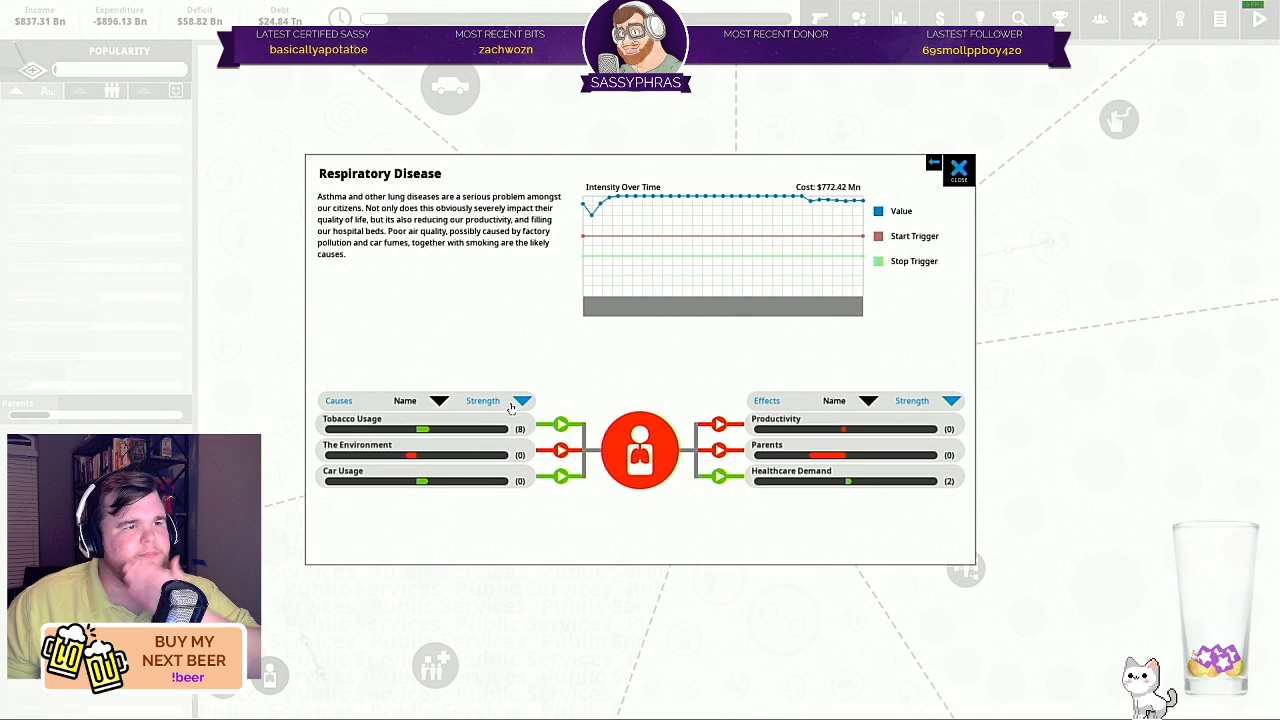 Income
Expenditure
Deficit
Debt
$837.31 Bn
-$896.13 Tn
$58.82 Bn
$24.84 Tn
LATEST CERTIFED SASSY
basicallyapotatoe
MOST RECENT BITS
zachwozn
MOST RECENT DONOR
LASTEST FOLLOWER
69smollppboy420
SASSYPHRAS
POPULARITY
Parents
Respiratory Disease
CLOSE
Asthma and other lung diseases are a serious problem amongst
our citizens. Not only does this obviously severely impact their
quality of life, but its also reducing our productivity, and filling
our hospital beds. Poor air quality, possibly caused by factory
pollution and car fumes, together with smoking are the likely
causes.
Intensity Over Time
Cost: $772.42 Mn
Value
Start Trigger
Stop Trigger
Causes
Name
Strength
Tobacco Usage
(8)
The Environment
(0)
Car Usage
(0)
Effects
Name
Strength
Productivity
(0)
Parents
(0)
Healthcare Demand
(2)
BUY MY
NEXT BEER
!beer